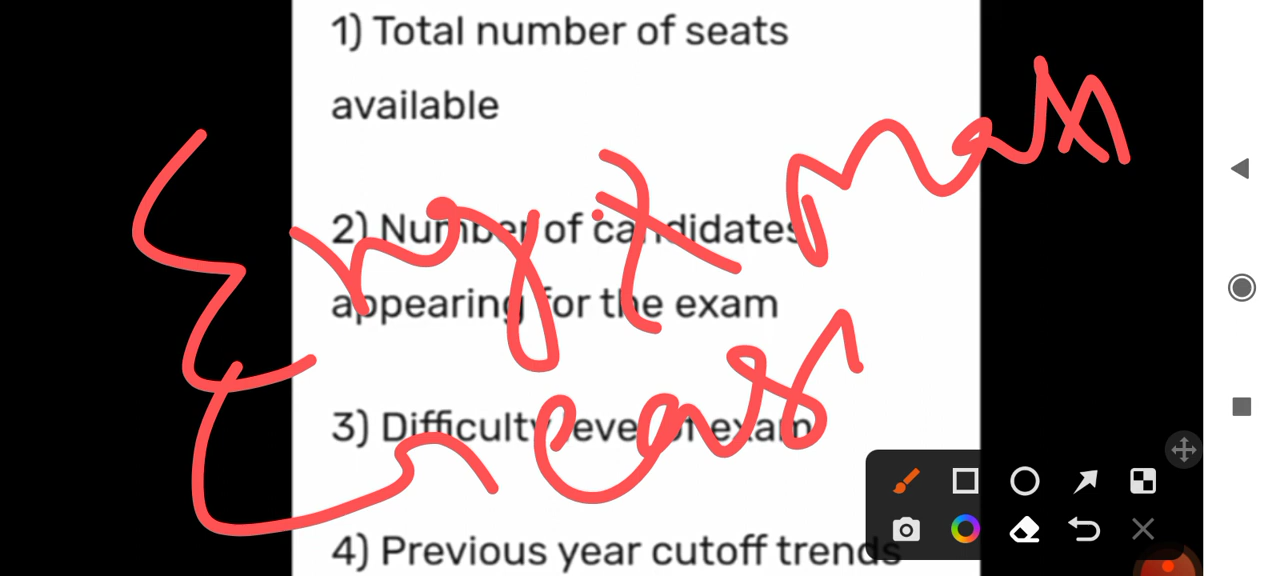 1) Total number of seats
available
2) Number of candidates
appearing for the exam
3) Difficulty level of exam
4) Previous year cutoff trends